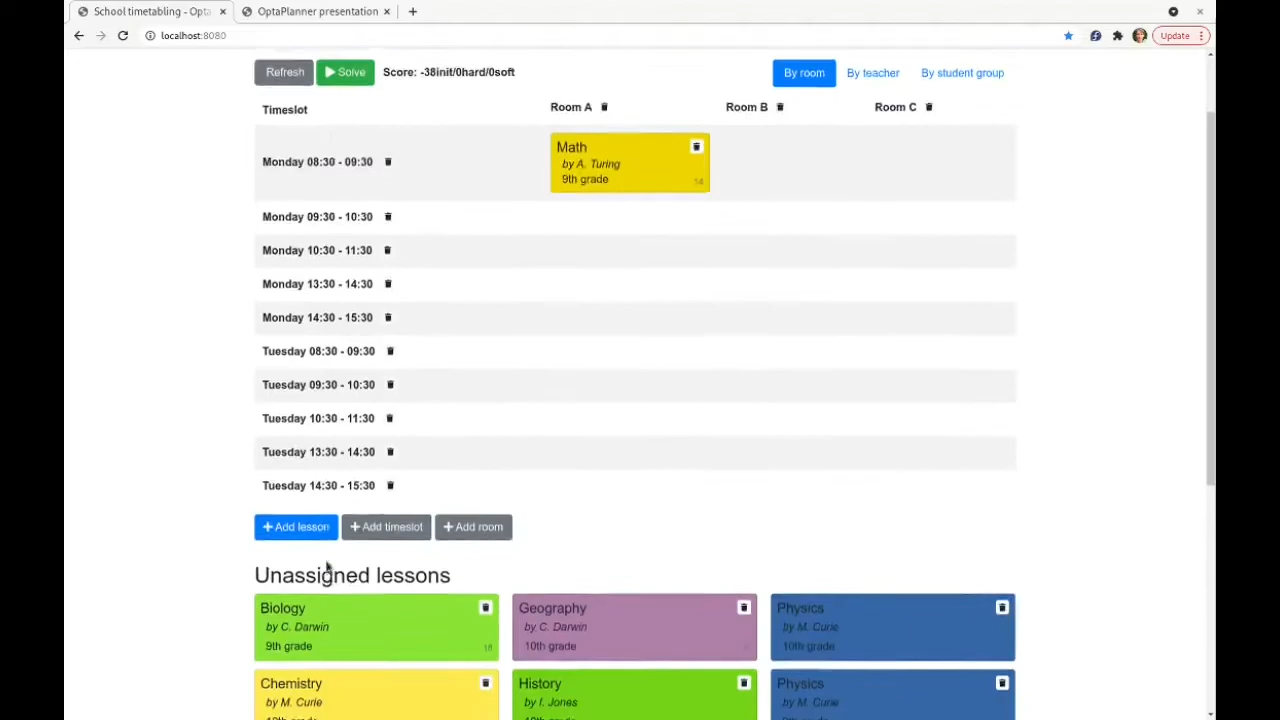 School timetabling - Opta
OptaPlanner presentation
localhost:8080
Update
Refresh
Solve
Score: -38init/0hard/0soft
By room
By teacher
By student group
Timeslot
Room A
Room B
Room C
Monday 08:30 - 09:30
Math
by A. Turing
9th grade
14
Monday 09:30 - 10:30
Monday 10:30 - 11:30
Monday 13:30 - 14:30
Monday 14:30 - 15:30
Tuesday 08:30 - 09:30
Tuesday 09:30 - 10:30
Tuesday 10:30 - 11:30
Tuesday 13:30 - 14:30
Tuesday 14:30 - 15:30
Add lesson
Add timeslot
Add room
Unassigned lessons
Biology
by C. Darwin
9th grade
18
Geography
by C. Darwin
10th grade
Physics
by M. Curie
10th grade
Chemistry
by M. Curie
History
by I. Jones
Physics
by M. Curie